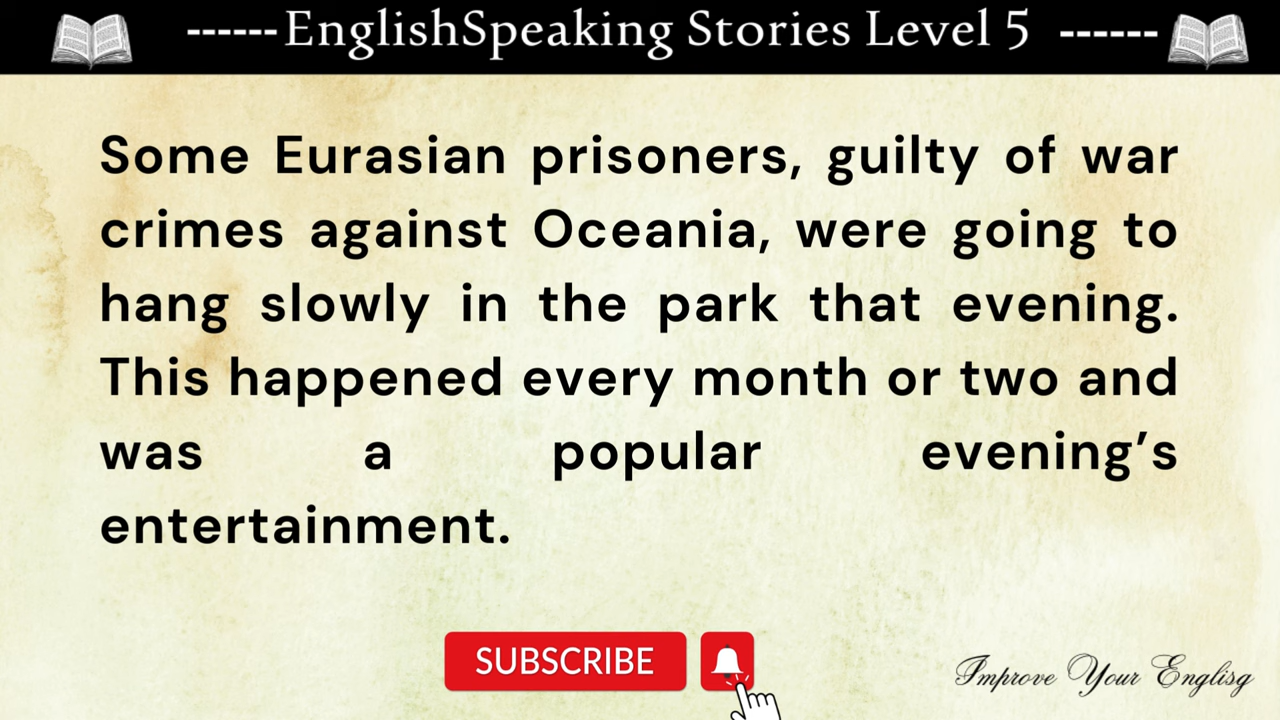 ------EnglishSpeaking Stories Level 5 ------
Some Eurasian prisoners, guilty of war
crimes against Oceania, were going to
hang slowly in the park that evening.
This happened every month or two and
was a popular evening’s
entertainment.
SUBSCRIBE
Improve Your Englisg